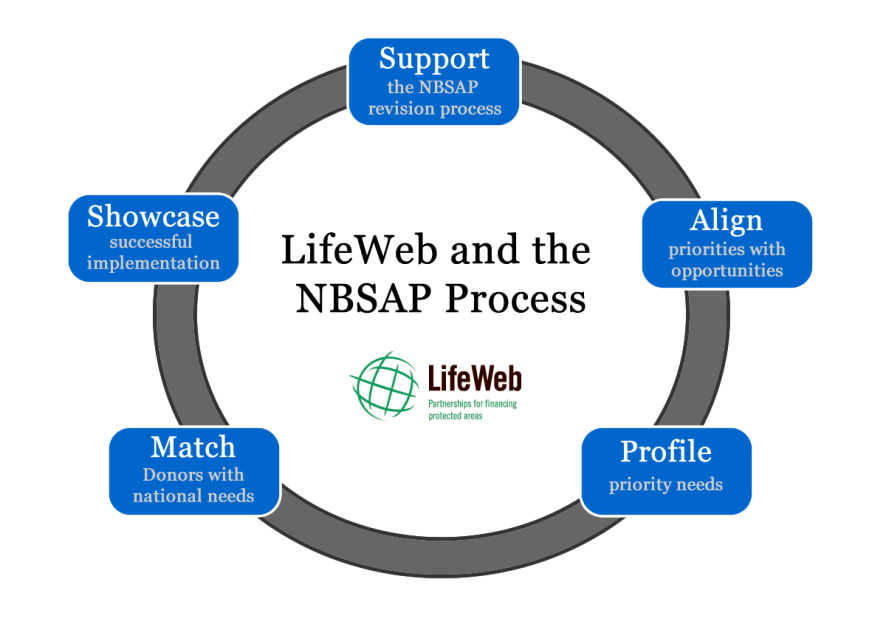 Support
the NBSAP
revision process
Showcase
successful
implementation
Align
priorities with
opportunities
LifeWeb and the
NBSAP Process
LifeWeb
Partnerships for financing
protected areas
Match
Donors with
national needs
Profile
priority needs